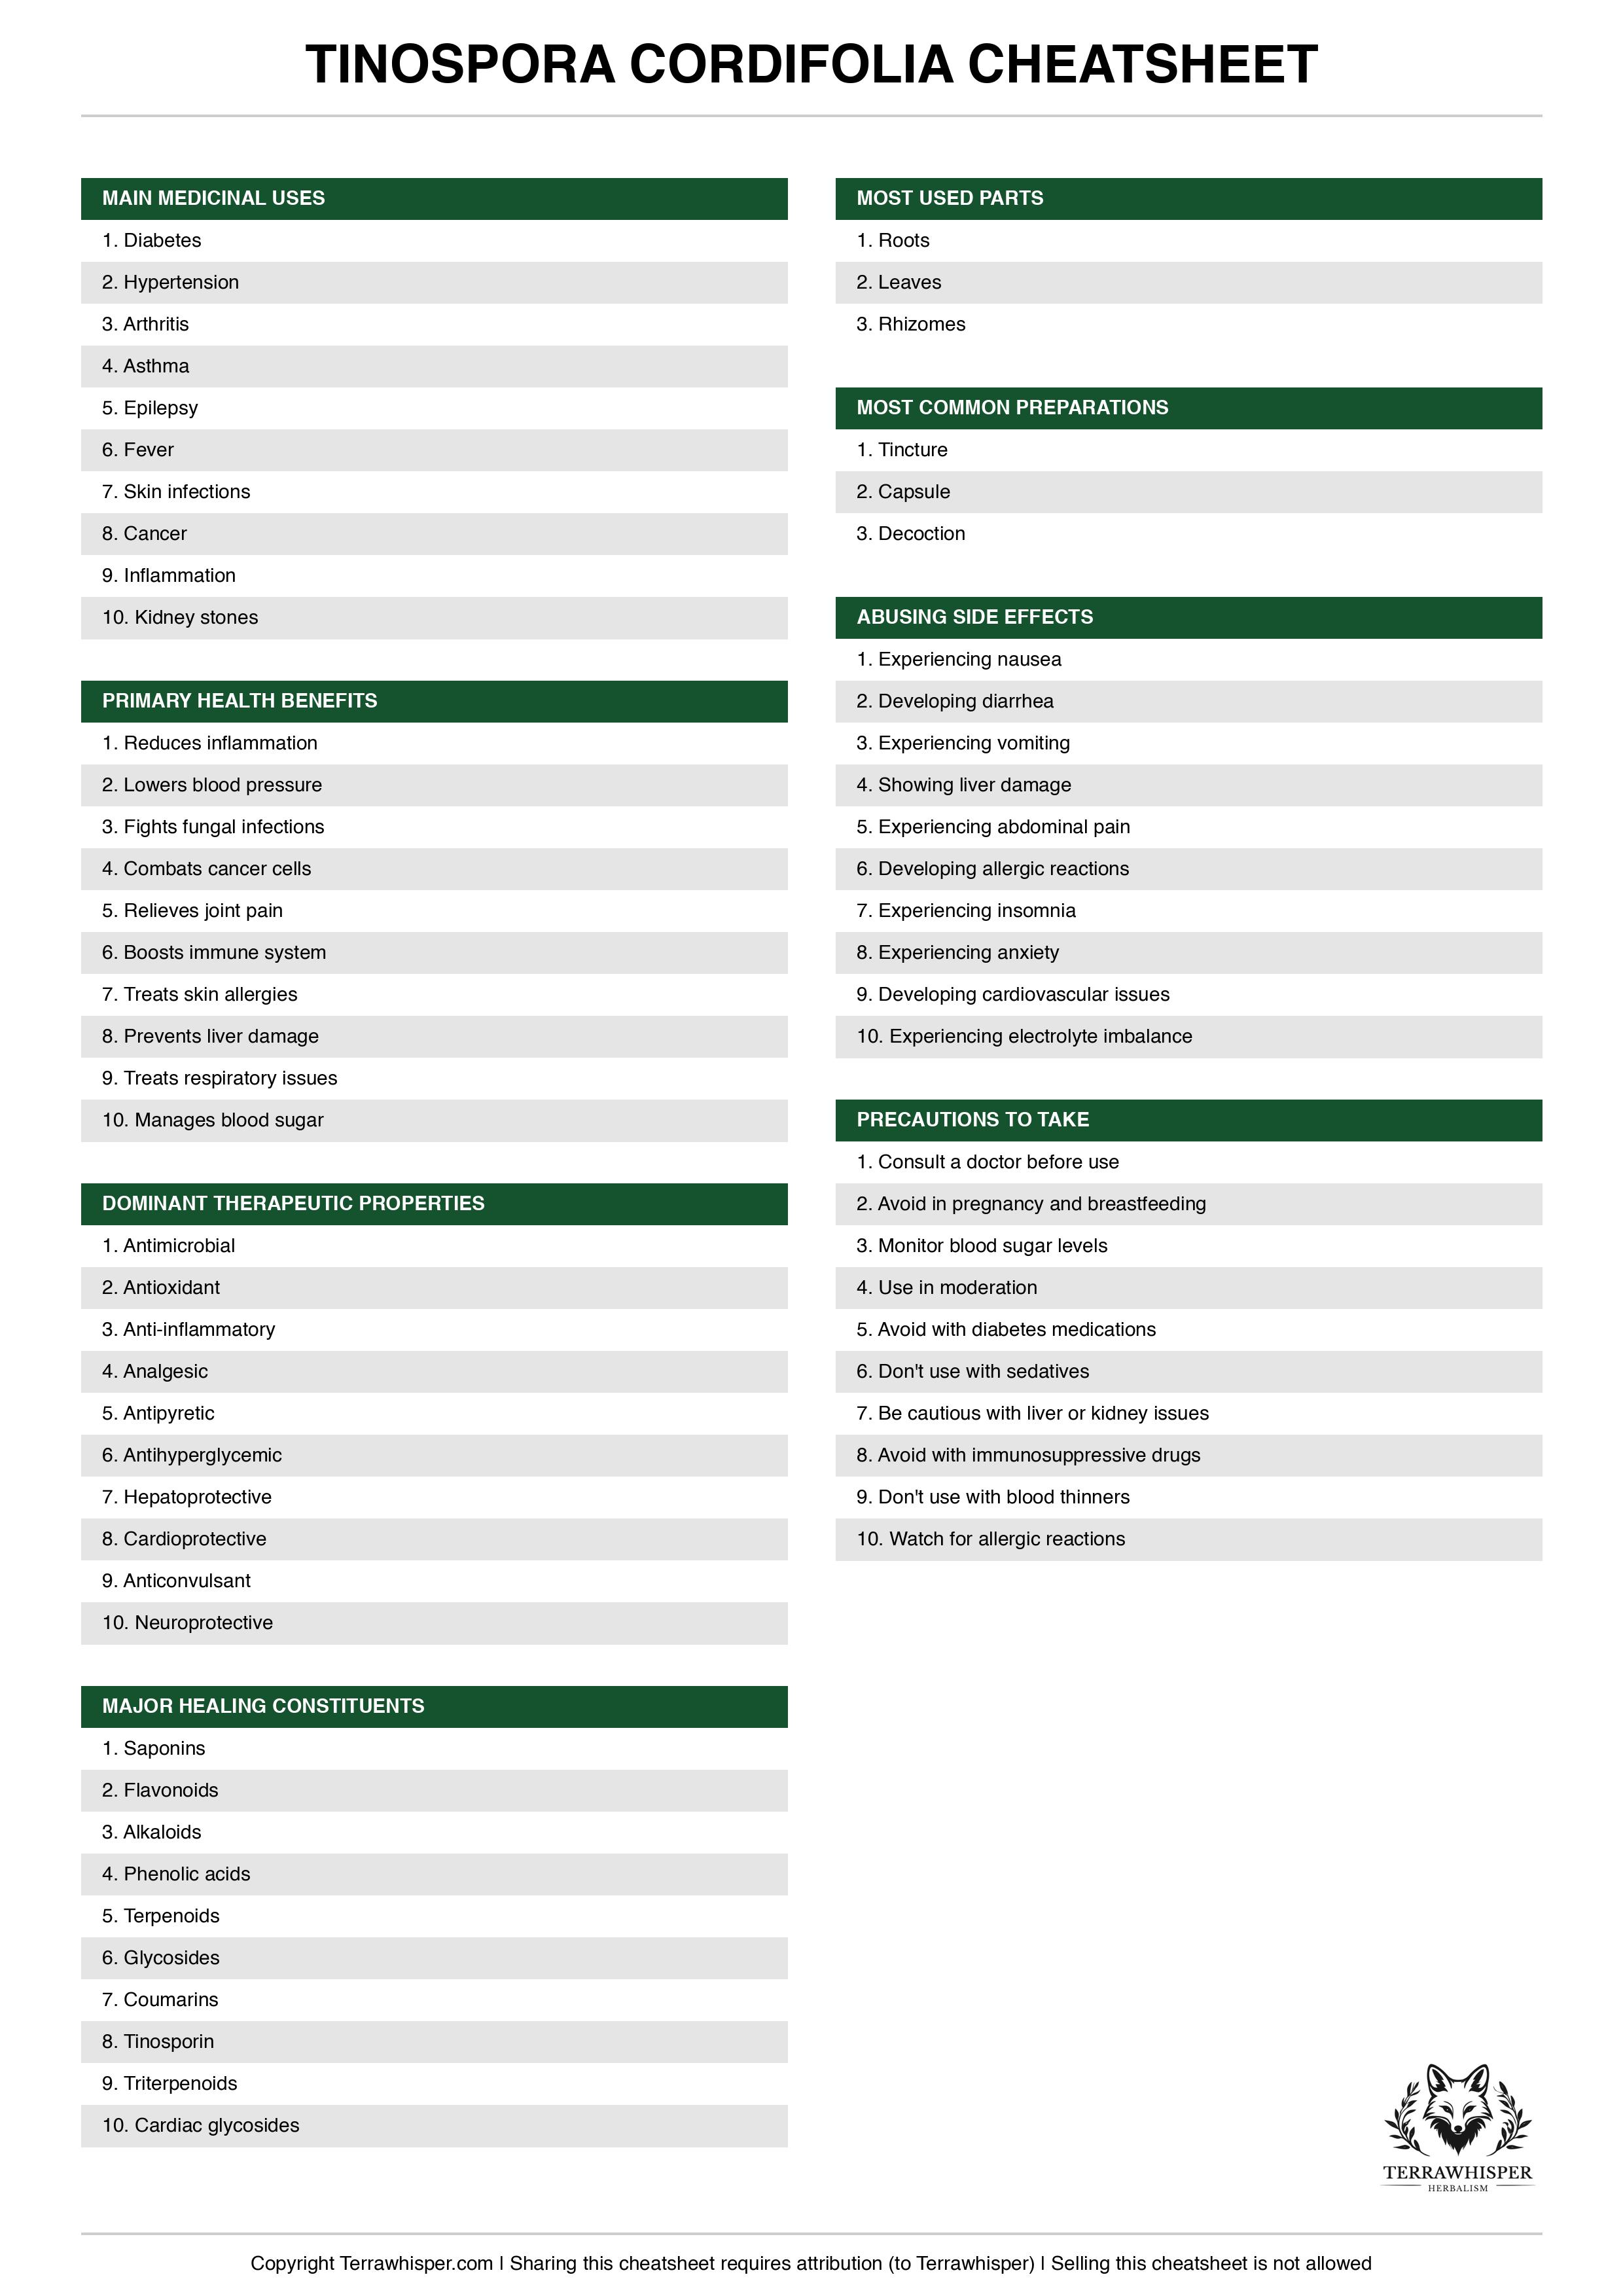 TINOSPORA CORDIFOLIA CHEATSHEET
MAIN MEDICINAL USES
1. Diabetes
2. Hypertension
3. Arthritis
4. Asthma
5. Epilepsy
6. Fever
7. Skin infections
8. Cancer
9. Inflammation
10. Kidney stones
PRIMARY HEALTH BENEFITS
1. Reduces inflammation
2. Lowers blood pressure
3. Fights fungal infections
4. Combats cancer cells
5. Relieves joint pain
6. Boosts immune system
7. Treats skin allergies
8. Prevents liver damage
9. Treats respiratory issues
10. Manages blood sugar
DOMINANT THERAPEUTIC PROPERTIES
1. Antimicrobial
2. Antioxidant
3. Anti-inflammatory
4. Analgesic
5. Antipyretic
6. Antihyperglycemic
7. Hepatoprotective
8. Cardioprotective
9. Anticonvulsant
10. Neuroprotective
MAJOR HEALING CONSTITUENTS
1. Saponins
2. Flavonoids
3. Alkaloids
4. Phenolic acids
5. Terpenoids
6. Glycosides
7. Coumarins
8. Tinosporin
9. Triterpenoids
10. Cardiac glycosides
MOST USED PARTS
1. Roots
2. Leaves
3. Rhizomes
MOST COMMON PREPARATIONS
1. Tincture
2. Capsule
3. Decoction
ABUSING SIDE EFFECTS
1. Experiencing nausea
2. Developing diarrhea
3. Experiencing vomiting
4. Showing liver damage
5. Experiencing abdominal pain
6. Developing allergic reactions
7. Experiencing insomnia
8. Experiencing anxiety
9. Developing cardiovascular issues
10. Experiencing electrolyte imbalance
PRECAUTIONS TO TAKE
1. Consult a doctor before use
2. Avoid in pregnancy and breastfeeding
3. Monitor blood sugar levels
4. Use in moderation
5. Avoid with diabetes medications
6. Don't use with sedatives
7. Be cautious with liver or kidney issues
8. Avoid with immunosuppressive drugs
9. Don't use with blood thinners
10. Watch for allergic reactions
TERRAWHISPER
HERBALISM
Copyright Terrawhisper.com | Sharing this cheatsheet requires attribution (to Terrawhisper) | Selling this cheatsheet is not allowed